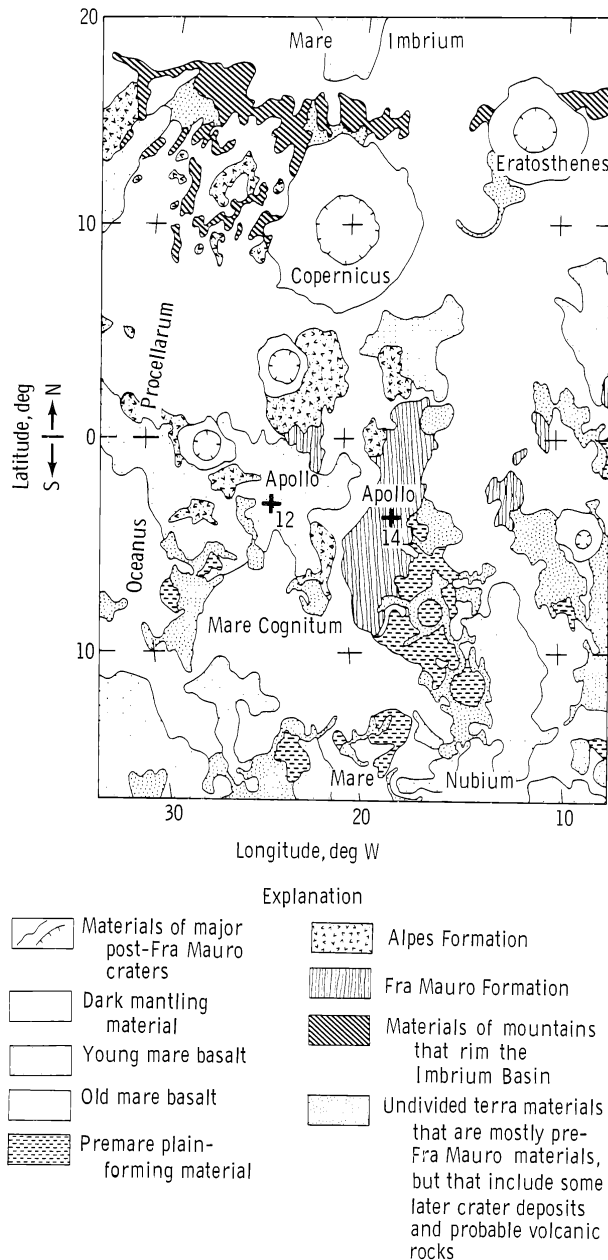 20
Mare Imbrium
Eratosthenes
10
Copernicus
Procellarum
Latitude, deg
S ← | → N
0
Apollo
12
Apollo
14
Oceanus
Mare Cognitum
10
Mare Nubium
30
20
10
Longitude, deg W
Explanation
Materials of major
post-Fra Mauro
craters
Dark mantling
material
Young mare basalt
Old mare basalt
Premare plain-
forming material
Alpes Formation
Fra Mauro Formation
Materials of mountains
that rim the
Imbrium Basin
Undivided terra materials
that are mostly pre-
Fra Mauro materials,
but that include some
later crater deposits
and probable volcanic
rocks